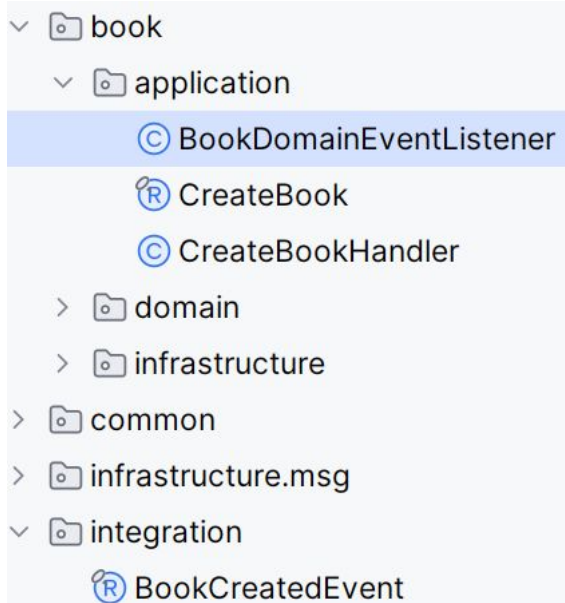 book
application
BookDomainEventListener
CreateBook
CreateBookHandler
domain
infrastructure
common
infrastructure.msg
integration
BookCreatedEvent